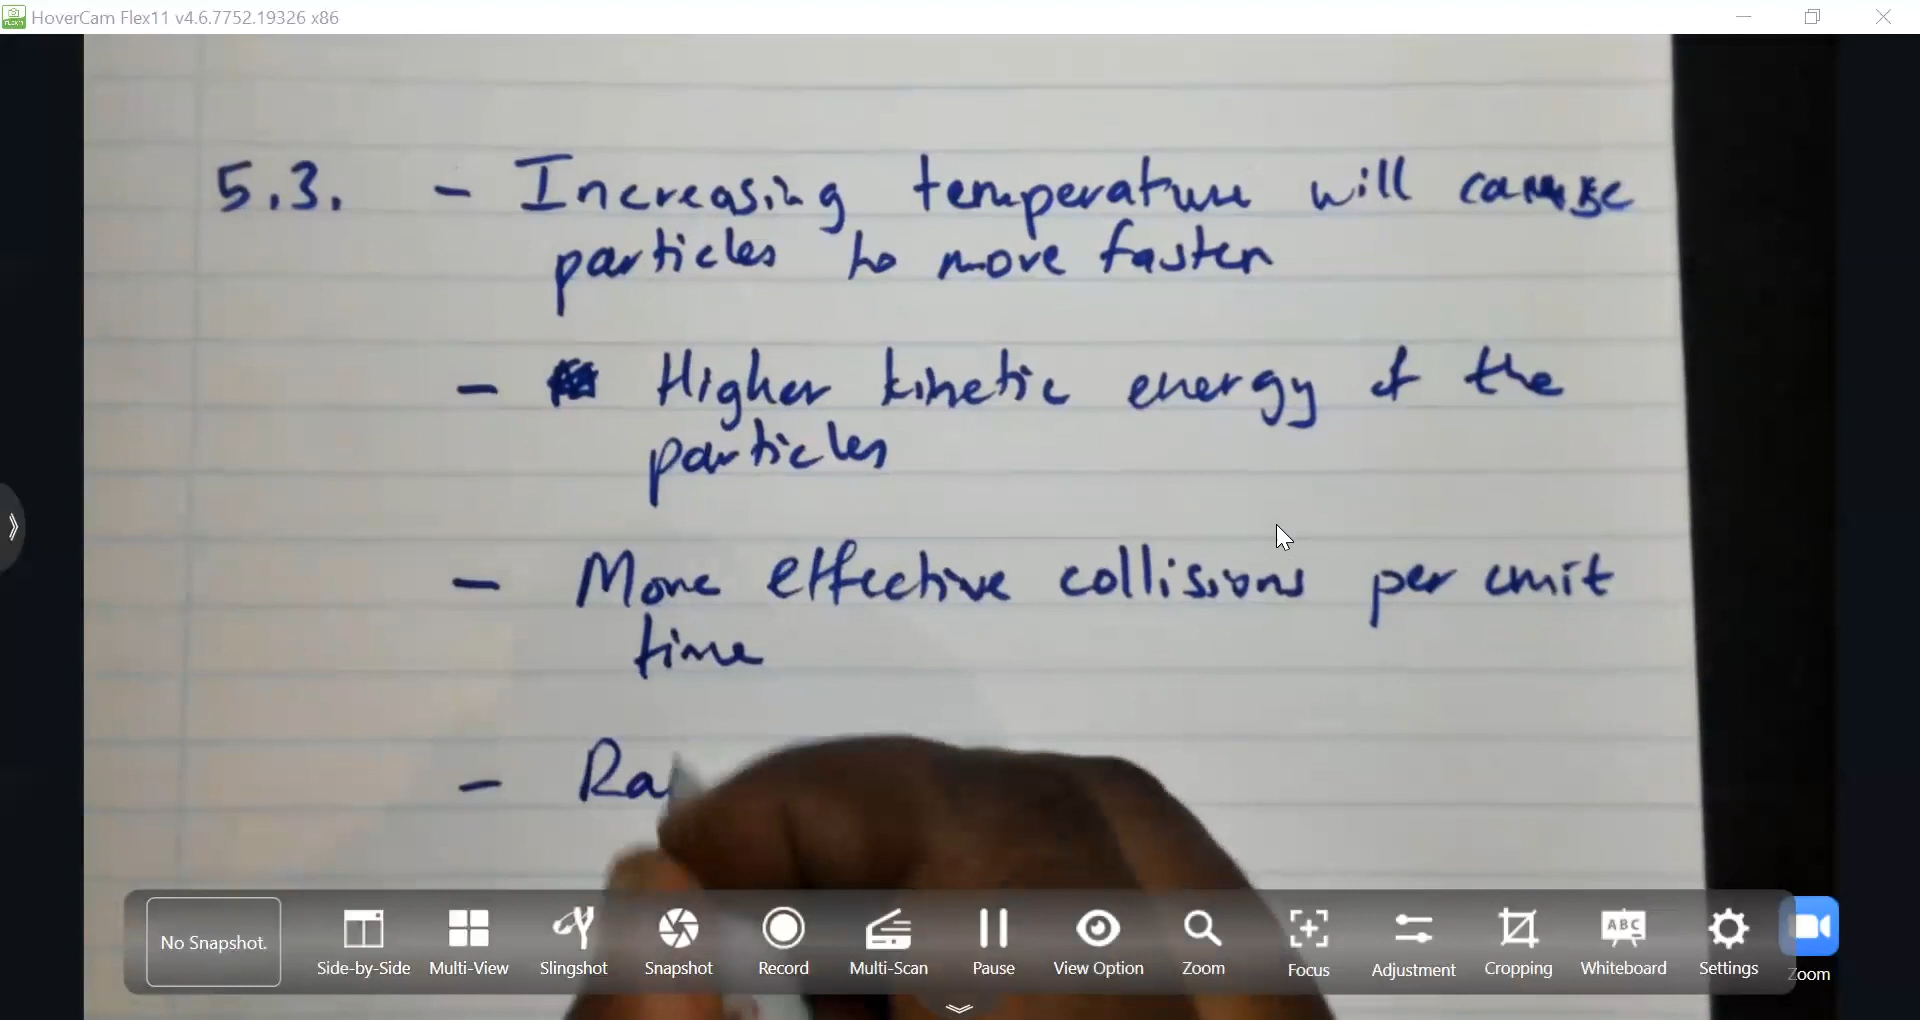 HoverCam Flex11 v4.6.7752.19326 x86
5.3. - Increasing temperature will cause
particles to move faster
- Higher kinetic energy of the
particles
- More effective collisions per unit
time
- Ra
No Snapshot.
Side-by-Side Multi-View Slingshot Snapshot Record Multi-Scan Pause View Option Zoom Focus Adjustment Cropping Whiteboard Settings Zoom
ABC